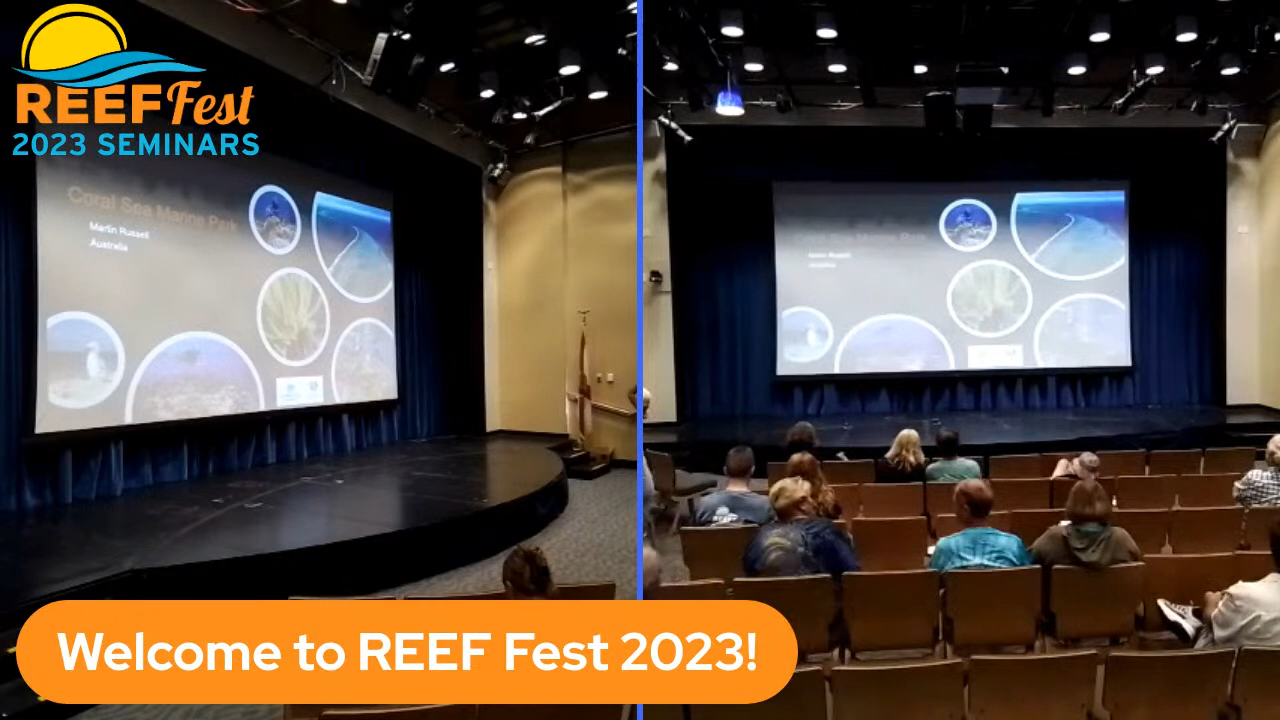 REEF Fest
2023 SEMINARS
Coral Sea Marine Park
Martin Russell
Australia
Welcome to REEF Fest 2023!